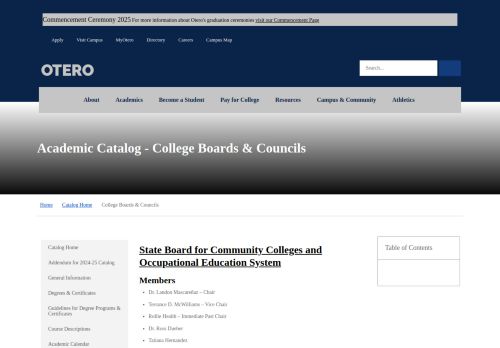 Commencement Ceremony 2025 For more information about Otero's graduation ceremonies visit our Commencement Page
Apply Visit Campus MyOtero Directory Careers Campus Map
OTERO
Search...
About Academics Become a Student Pay for College Resources Campus & Community Athletics
Academic Catalog - College Boards & Councils
Home Catalog Home College Boards & Councils
Catalog Home
Addendum for 2024-25 Catalog
General Information
Degrees & Certificates
Guidelines for Degree Programs &
Certificates
Course Descriptions
Academic Calendar
State Board for Community Colleges and
Occupational Education System
Members
Dr. Landon Mascareñaz – Chair
Terrance D. McWilliams – Vice Chair
Rollie Heath – Immediate Past Chair
Dr. Russ Dueber
Tatiana Hernandez
Table of Contents